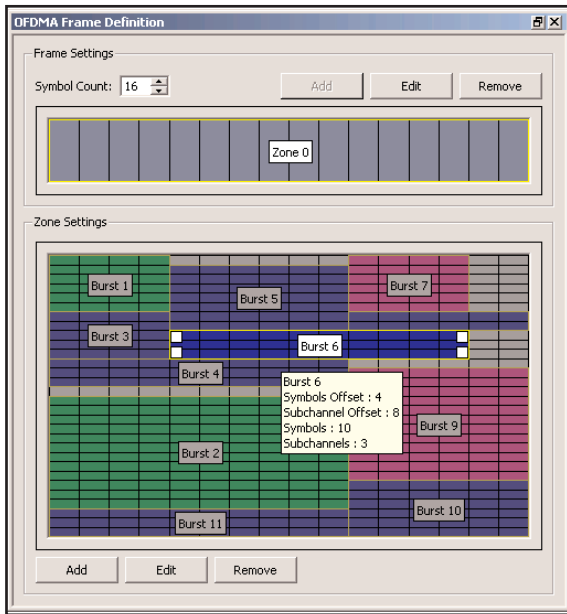 OFDMA Frame Definition
Frame Settings
Symbol Count: 16
Add
Edit
Remove
Zone 0
Zone Settings
Burst 1
Burst 5
Burst 7
Burst 3
Burst 6
Burst 4
Burst 6
Symbols Offset : 4
Subchannel Offset : 8
Symbols : 10
Subchannels : 3
Burst 9
Burst 2
Burst 10
Burst 11
Add
Edit
Remove